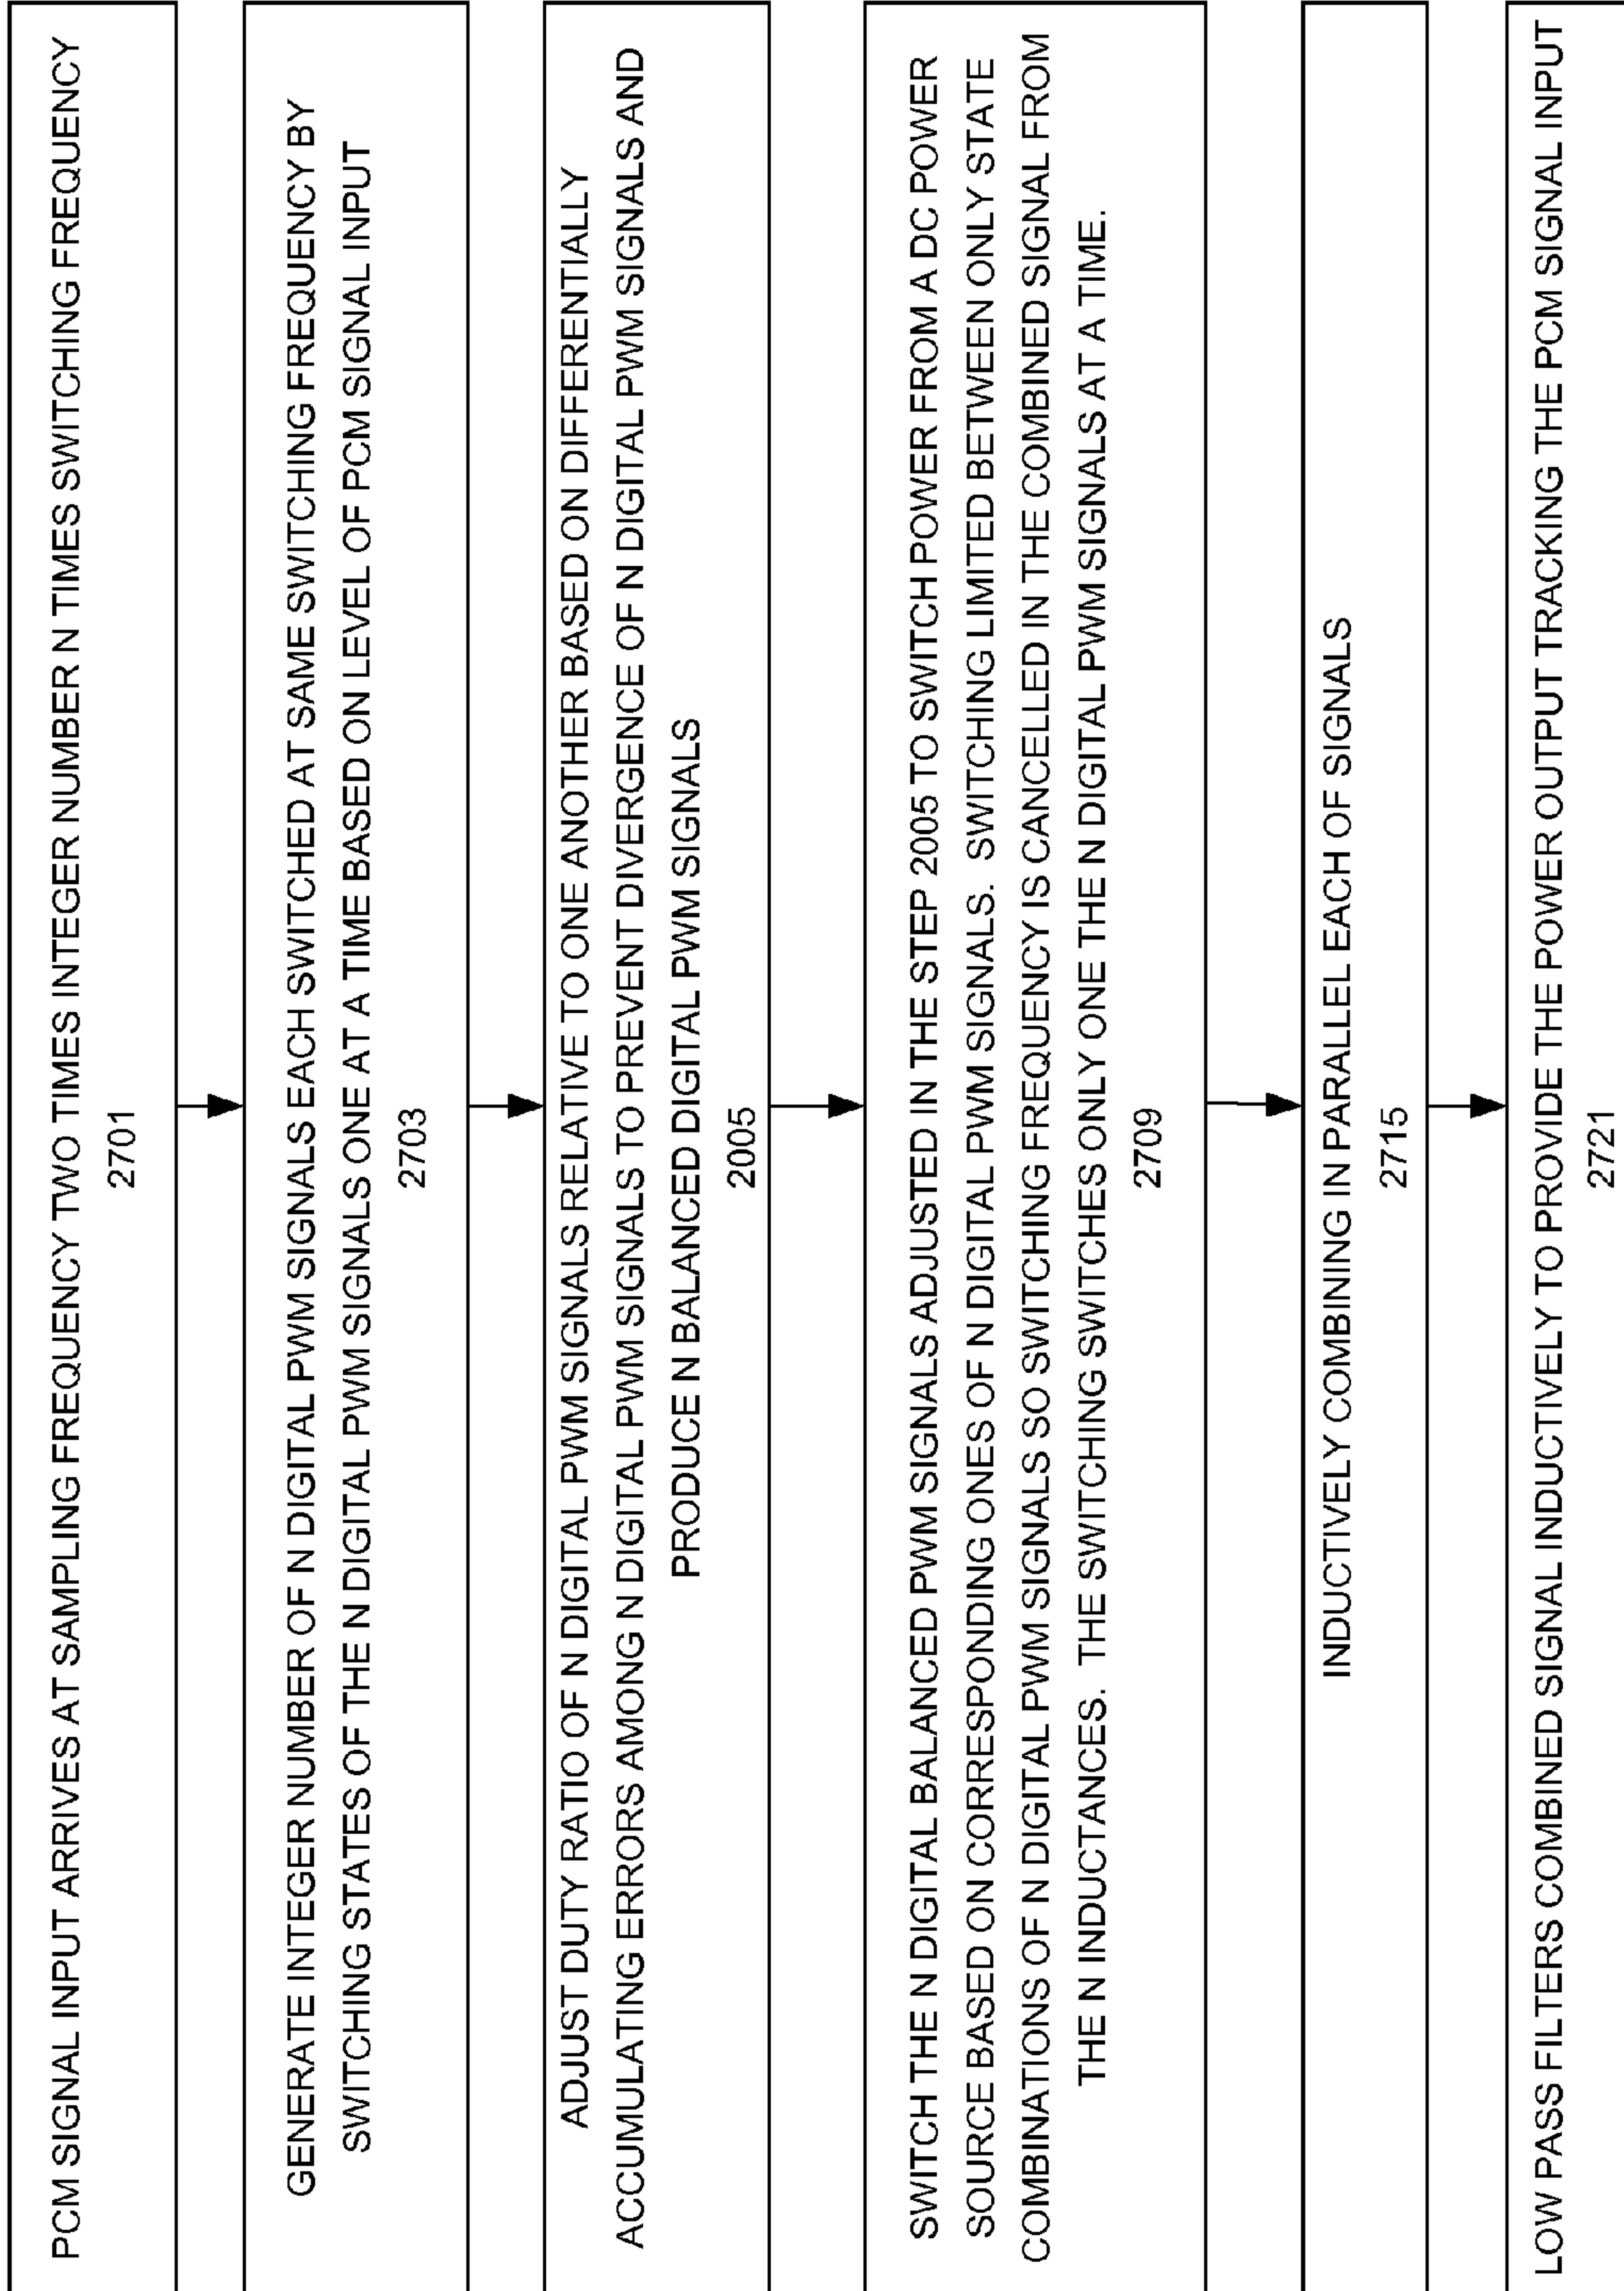 PCM SIGNAL INPUT ARRIVES AT SAMPLING FREQUENCY TWO TIMES INTEGER NUMBER N TIMES SWITCHING FREQUENCY
2701
GENERATE INTEGER NUMBER OF N DIGITAL PWM SIGNALS EACH SWITCHED AT SAME SWITCHING FREQUENCY BY
SWITCHING STATES OF THE N DIGITAL PWM SIGNALS ONE AT A TIME BASED ON LEVEL OF PCM SIGNAL INPUT
2703
ADJUST DUTY RATIO OF N DIGITAL PWM SIGNALS RELATIVE TO ONE ANOTHER BASED ON DIFFERENTIALLY
ACCUMULATING ERRORS AMONG N DIGITAL PWM SIGNALS TO PREVENT DIVERGENCE OF N DIGITAL PWM SIGNALS AND
PRODUCE N BALANCED DIGITAL PWM SIGNALS
2005
SWITCH THE N DIGITAL BALANCED PWM SIGNALS ADJUSTED IN THE STEP 2005 TO SWITCH POWER FROM A DC POWER
SOURCE BASED ON CORRESPONDING ONES OF N DIGITAL PWM SIGNALS. SWITCHING LIMITED BETWEEN ONLY STATE
COMBINATIONS OF N DIGITAL PWM SIGNALS SO SWITCHING FREQUENCY IS CANCELLED IN THE COMBINED SIGNAL FROM
THE N INDUCTANCES. THE SWITCHING SWITCHES ONLY ONE THE N DIGITAL PWM SIGNALS AT A TIME.
2709
INDUCTIVELY COMBINING IN PARALLEL EACH OF SIGNALS
2715
LOW PASS FILTERS COMBINED SIGNAL INDUCTIVELY TO PROVIDE THE POWER OUTPUT TRACKING THE PCM SIGNAL INPUT
2721